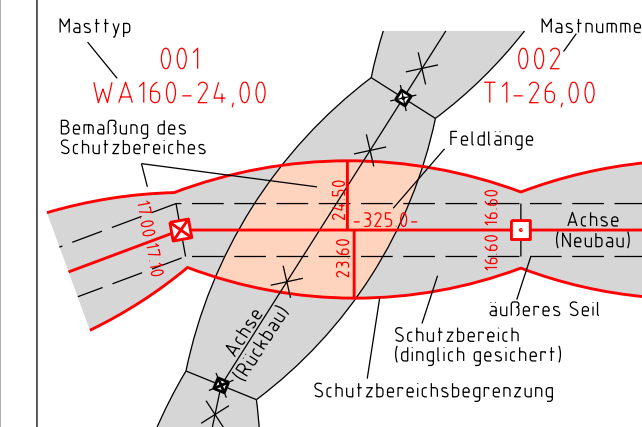 Masttyp
Mastnumme
001
002
WA160-24,00
T1-26,00
Bemaßung des
Schutzbereiches
Feldlänge
17.00
17.10
24.50
-325.0-
23.60
16.60
16.60
Achse
(Neubau)
äußeres Seil
Achse
(Rückbau)
Schutzbereich
(dinglich gesichert)
Schutzbereichsbegrenzung